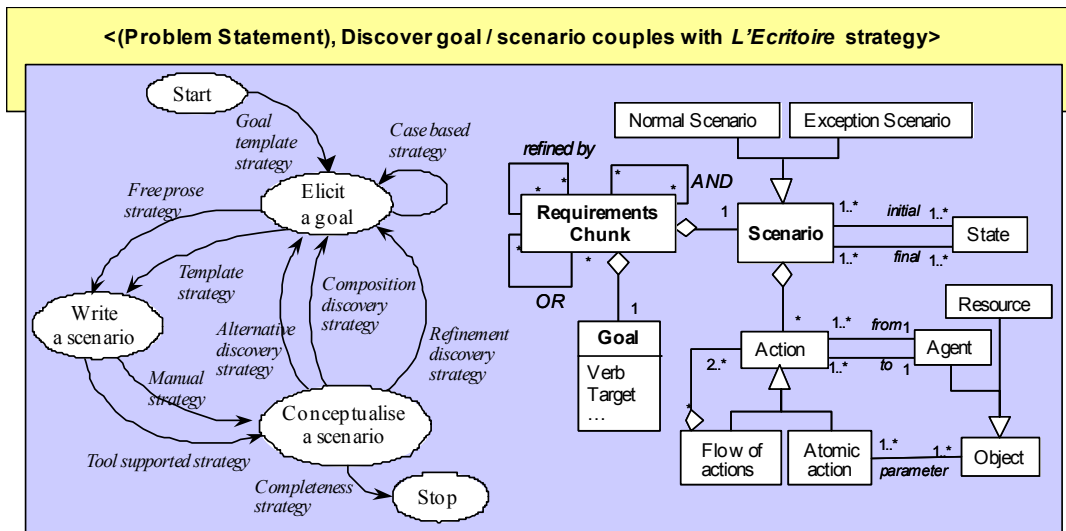 <(Problem Statement), Discover goal / scenario couples with L'Ecritoire strategy>
Start
Goal
template
strategy
Case based
strategy
Elicit
a goal
Free prose
strategy
Template
strategy
Write
a scenario
Alternative
discovery
strategy
Composition
discovery
strategy
Refinement
discovery
strategy
Manual
strategy
Conceptualise
a scenario
Tool supported strategy
Completeness
strategy
Stop
Normal Scenario
Exception Scenario
refined by
*
*
*
*
AND
Requirements
Chunk
1
Scenario
1..*
initial
1..*
State
1..*
final
1..*
*
*
OR
*
1
Goal
Verb
Target
…
Resource
*
Action
1..*
from
1
Agent
2..*
1..*
to
1
*
Flow of
actions
Atomic
action
1..*
parameter
1..*
Object